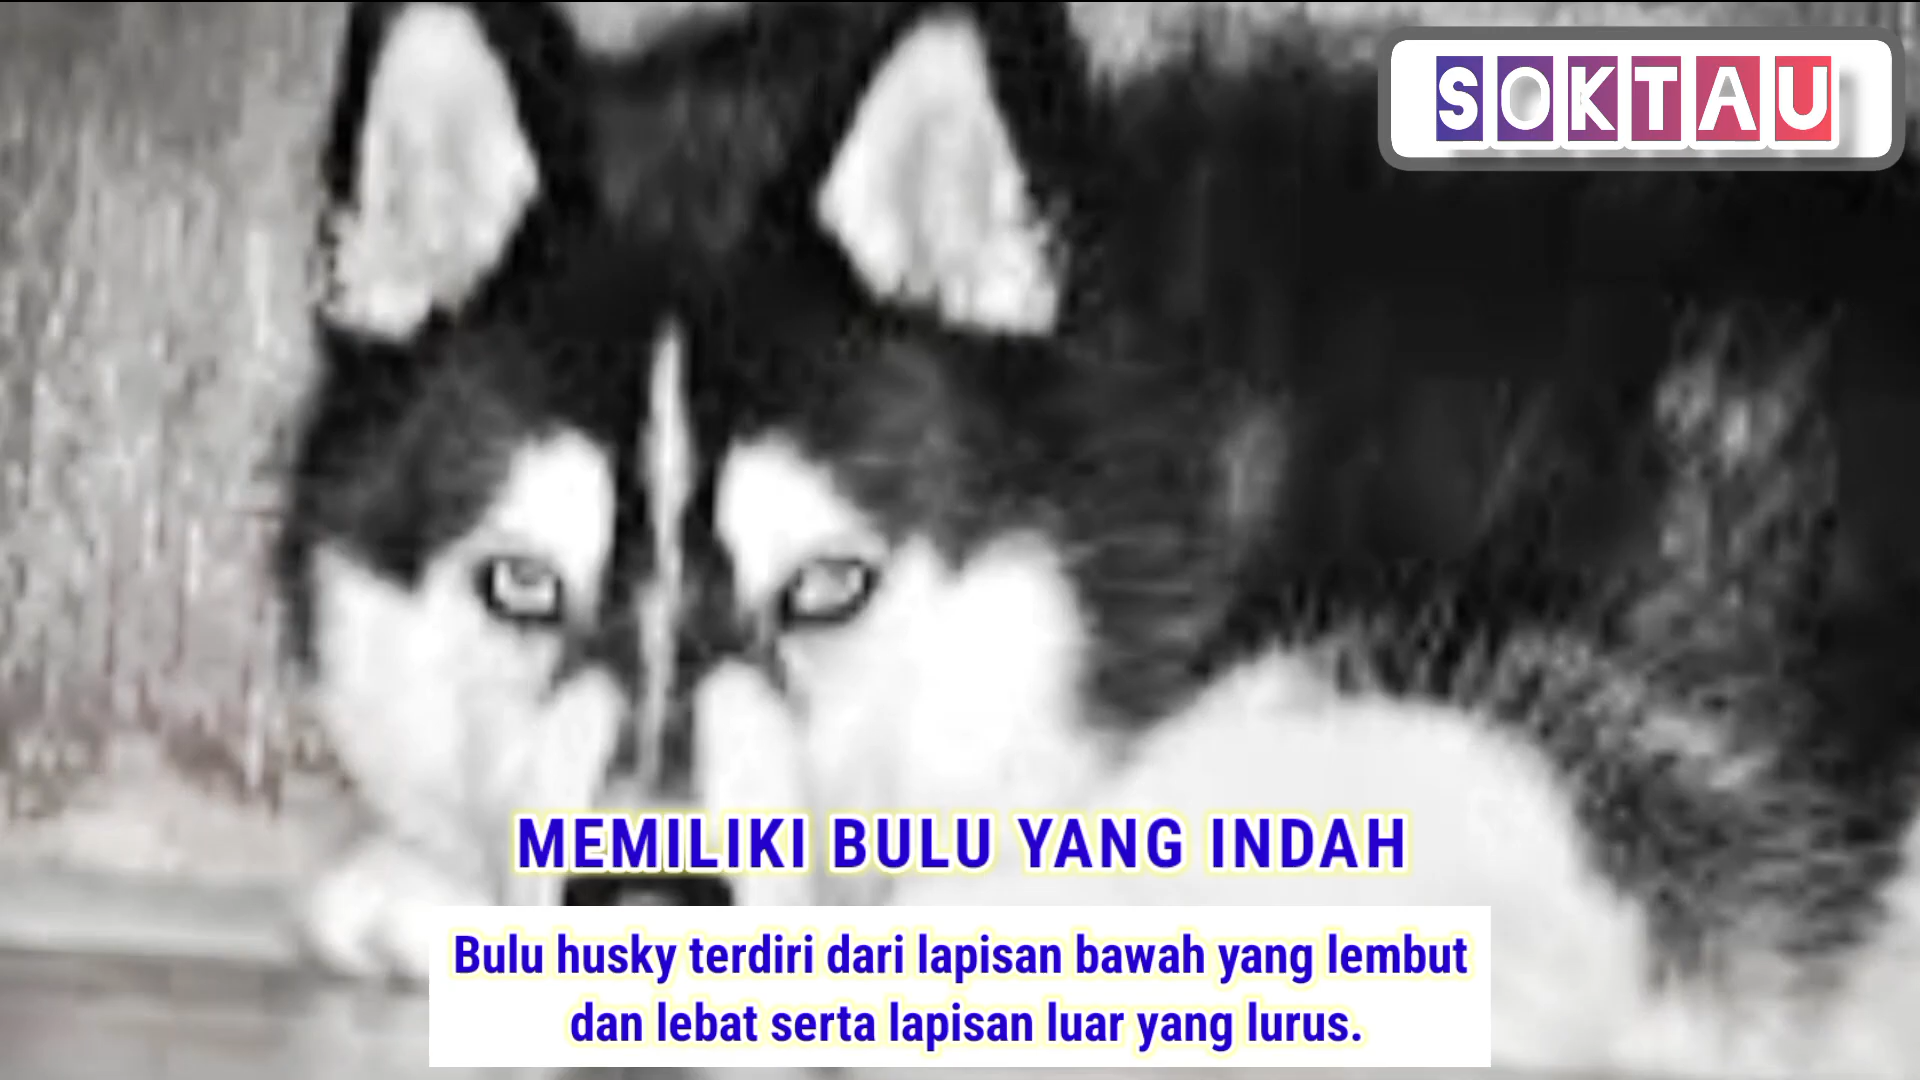 SOKTAU
MEMILIKI BULU YANG INDAH
Bulu husky terdiri dari lapisan bawah yang lembut
dan lebat serta lapisan luar yang lurus.